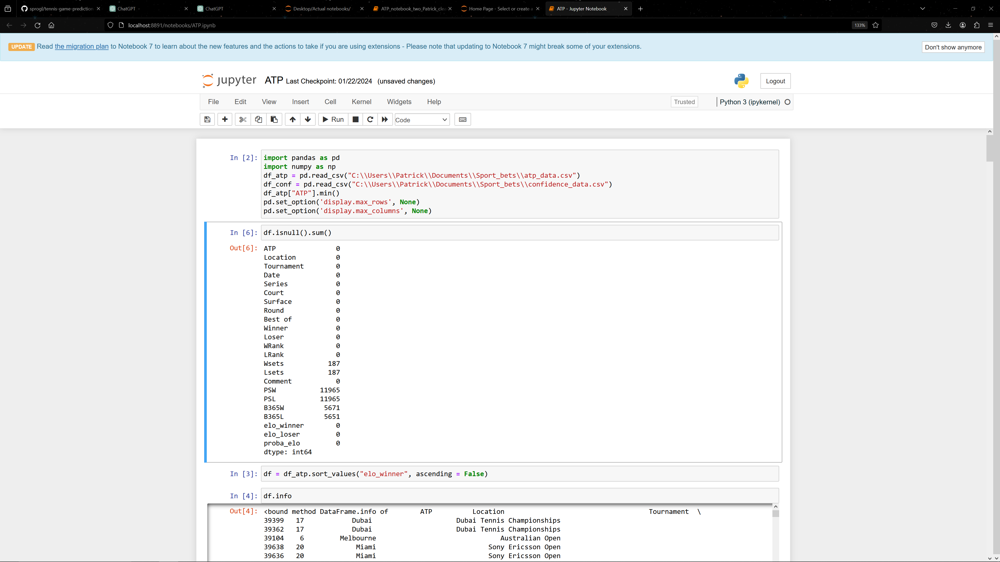 sprogl/tennis-game-prediction
ChatGPT
ChatGPT
Desktop/Actual notebooks/
ATP_notebook_two_Patrick_clea
Home Page - Select or create a
ATP - Jupyter Notebook
localhost:8891/notebooks/ATP.ipynb
133%
UPDATE Read the migration plan to Notebook 7 to learn about the new features and the actions to take if you are using extensions - Please note that updating to Notebook 7 might break some of your extensions.
Don't show anymore
jupyter ATP Last Checkpoint: 01/22/2024 (unsaved changes)
Logout
File Edit View Insert Cell Kernel Widgets Help
Trusted
Python 3 (ipykernel)
Run
Code
In [2]: import pandas as pd
import numpy as np
df_atp = pd.read_csv("C:\\Users\\Patrick\\Documents\\Sport_bets\\atp_data.csv")
df_conf = pd.read_csv("C:\\Users\\Patrick\\Documents\\Sport_bets\\confidence_data.csv")
df_atp["ATP"].min()
pd.set_option('display.max_rows', None)
pd.set_option('display.max_columns', None)
In [6]: df.isnull().sum()
Out[6]: ATP 0
Location 0
Tournament 0
Date 0
Series 0
Court 0
Surface 0
Round 0
Best of 0
Winner 0
Loser 0
WRank 0
LRank 0
Wsets 187
Lsets 187
Comment 0
PSW 11965
PSL 11965
B365W 5671
B365L 5651
elo_winner 0
elo_loser 0
proba_elo 0
dtype: int64
In [3]: df = df_atp.sort_values("elo_winner", ascending = False)
In [4]: df.info
Out[4]: <bound method DataFrame.info of ATP Location Tournament \
39399 17 Dubai Dubai Tennis Championships
39362 17 Dubai Dubai Tennis Championships
39104 6 Melbourne Australian Open
39638 20 Miami Sony Ericsson Open
39636 20 Miami Sony Ericsson Open